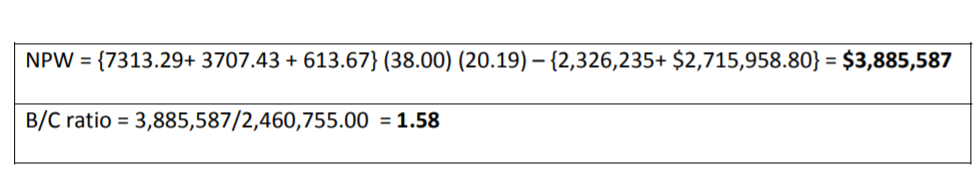 NPW = {7313.29+ 3707.43 + 613.67} (38.00) (20.19) – {2,326,235+ $2,715,958.80} = $3,885,587
B/C ratio = 3,885,587/2,460,755.00 = 1.58